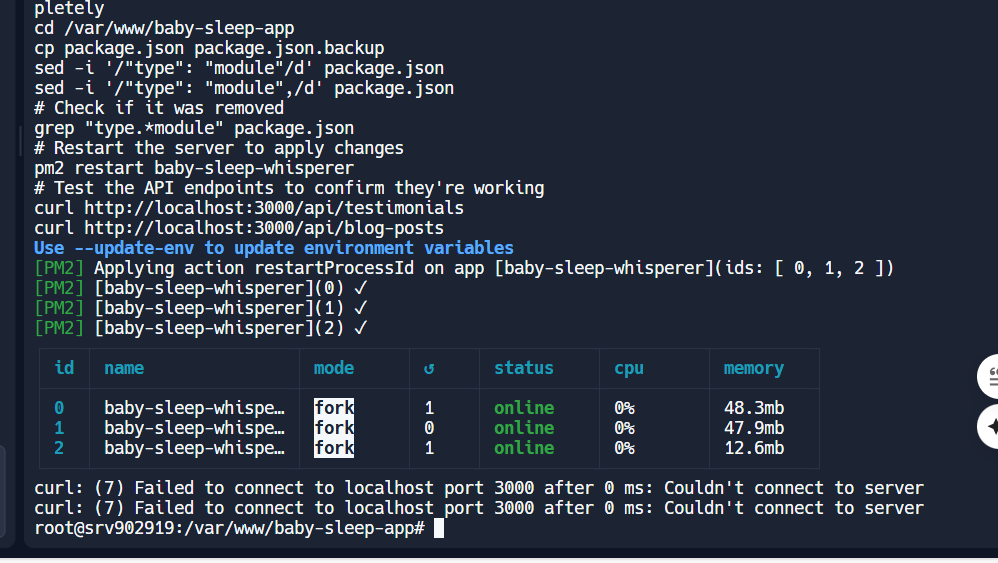 pletely
cd /var/www/baby-sleep-app
cp package.json package.json.backup
sed -i '/"type": "module"/d' package.json
sed -i '/"type": "module",/d' package.json
# Check if it was removed
grep "type.*module" package.json
# Restart the server to apply changes
pm2 restart baby-sleep-whisperer
# Test the API endpoints to confirm they're working
curl http://localhost:3000/api/testimonials
curl http://localhost:3000/api/blog-posts
Use --update-env to update environment variables
[PM2] Applying action restartProcessId on app [baby-sleep-whisperer](ids: [ 0, 1, 2 ])
[PM2] [baby-sleep-whisperer](0) ✓
[PM2] [baby-sleep-whisperer](1) ✓
[PM2] [baby-sleep-whisperer](2) ✓
id name mode ↺ status cpu memory
0 baby-sleep-whispe… fork 1 online 0% 48.3mb
1 baby-sleep-whispe… fork 0 online 0% 47.9mb
2 baby-sleep-whispe… fork 1 online 0% 12.6mb
curl: (7) Failed to connect to localhost port 3000 after 0 ms: Couldn't connect to server
curl: (7) Failed to connect to localhost port 3000 after 0 ms: Couldn't connect to server
root@srv902919:/var/www/baby-sleep-app#